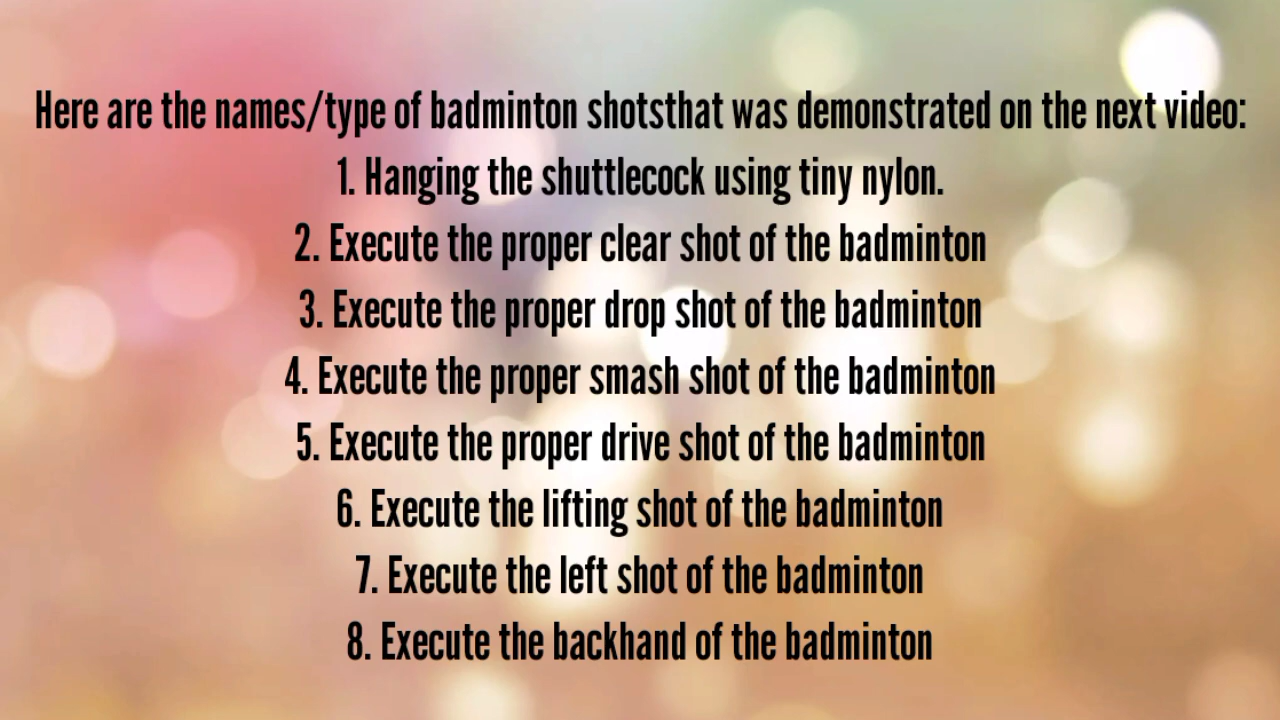 Here are the names/type of badminton shotsthat was demonstrated on the next video:
1. Hanging the shuttlecock using tiny nylon.
2. Execute the proper clear shot of the badminton
3. Execute the proper drop shot of the badminton
4. Execute the proper smash shot of the badminton
5. Execute the proper drive shot of the badminton
6. Execute the lifting shot of the badminton
7. Execute the left shot of the badminton
8. Execute the backhand of the badminton